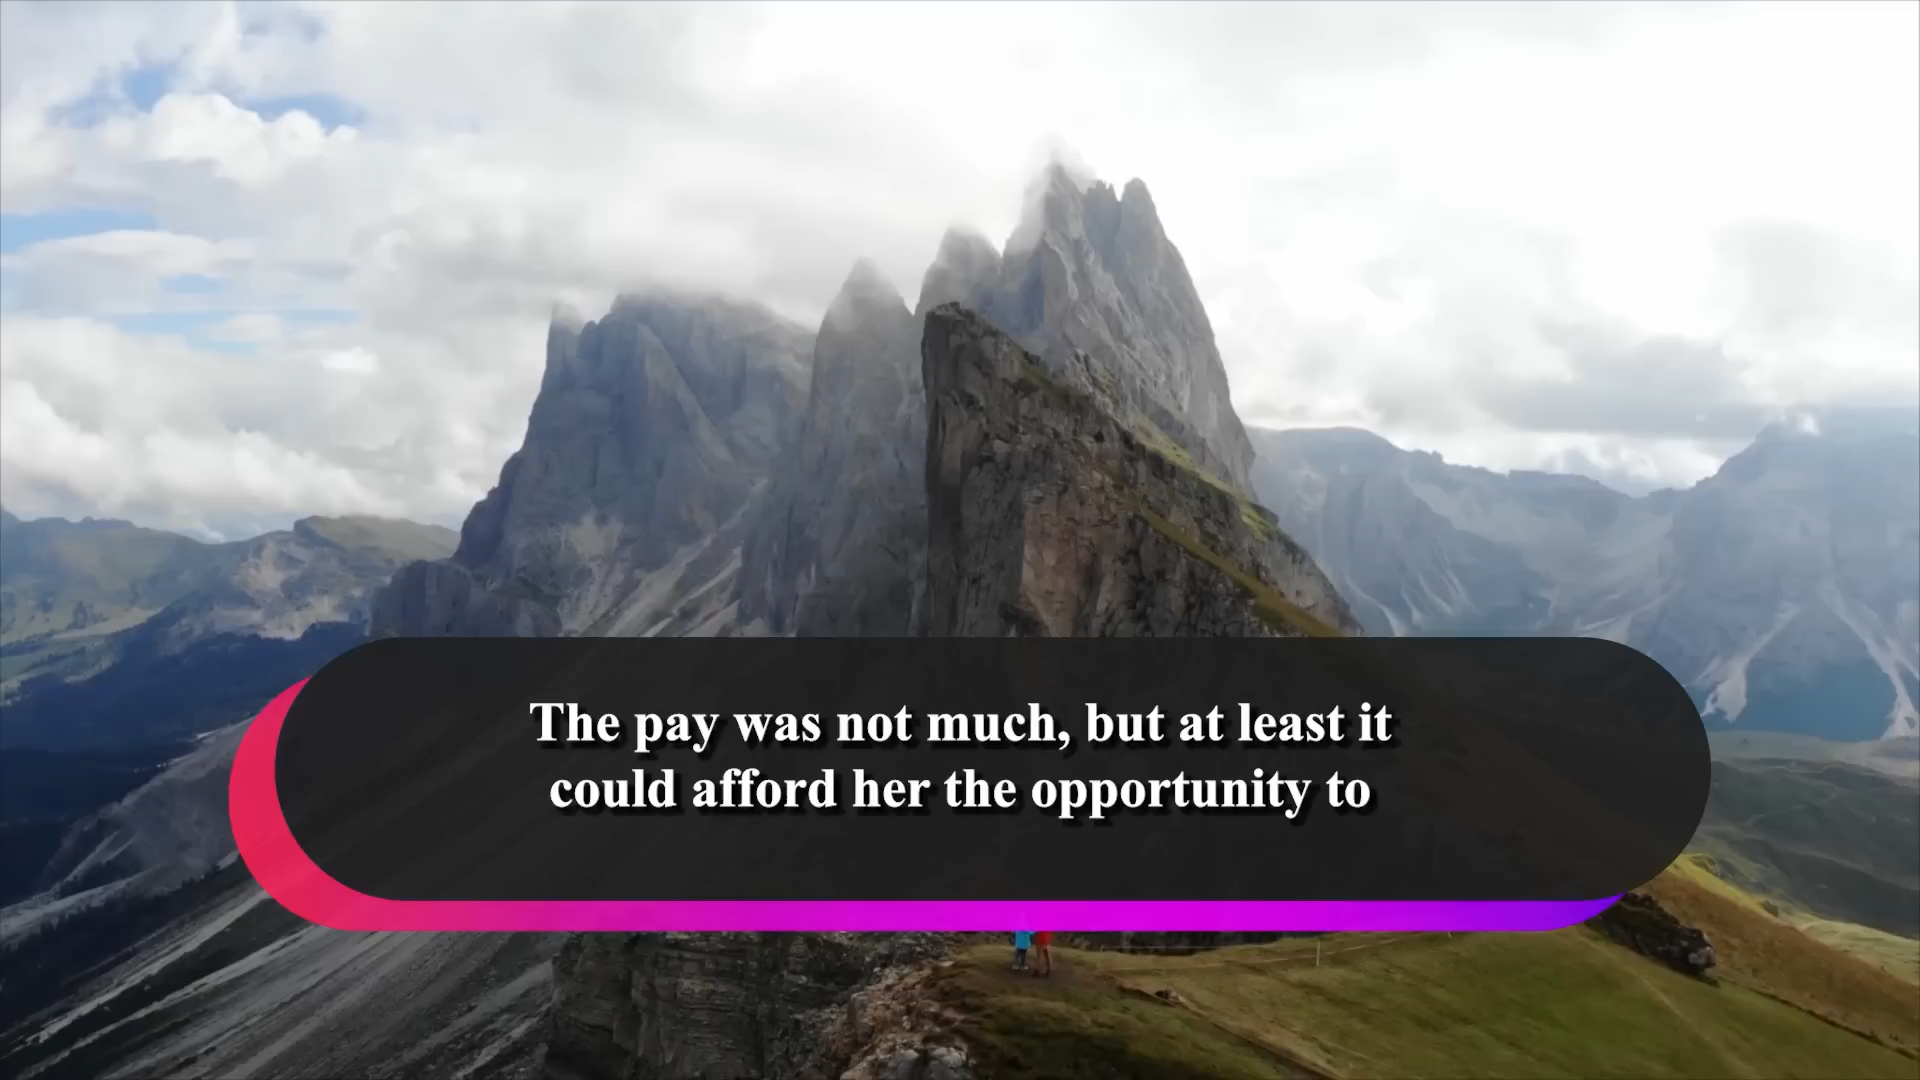 The pay was not much, but at least it
could afford her the opportunity to